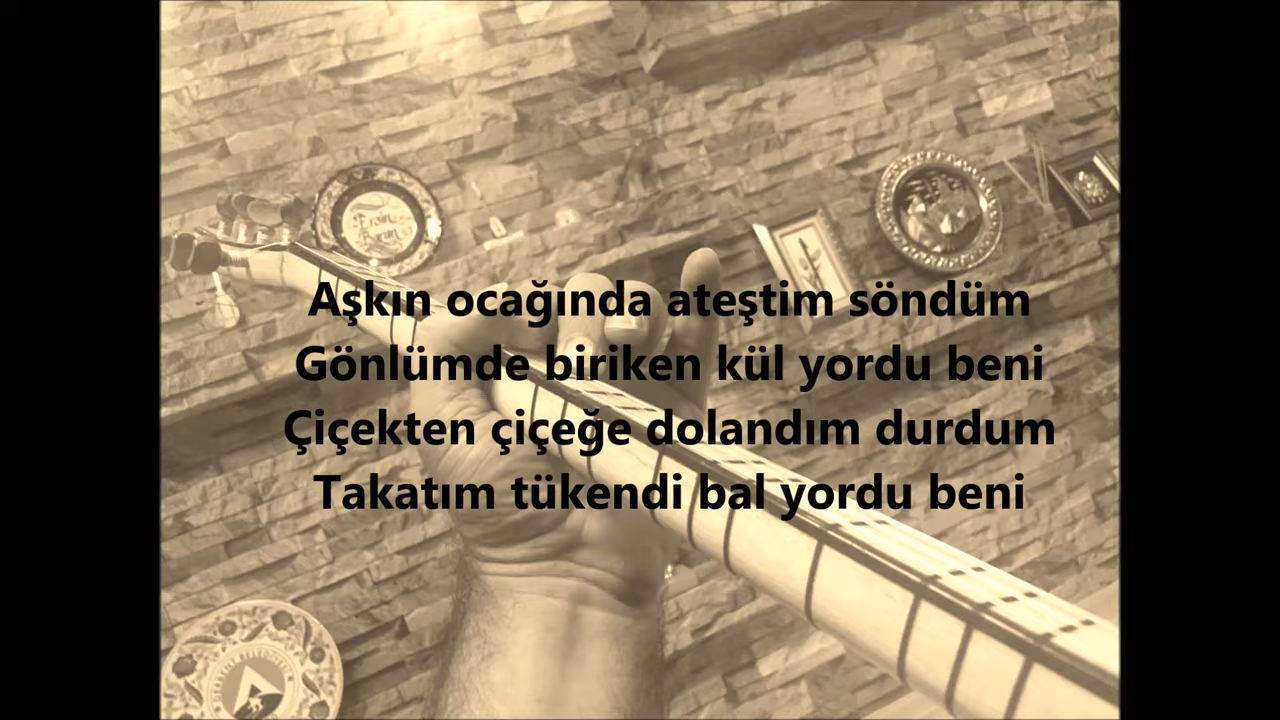 Aşkın ocağında ateştim söndüm
Gönlümde biriken kül yordu beni
Çiçekten çiçeğe dolandım durdum
Takatım tükendi bal yordu beni